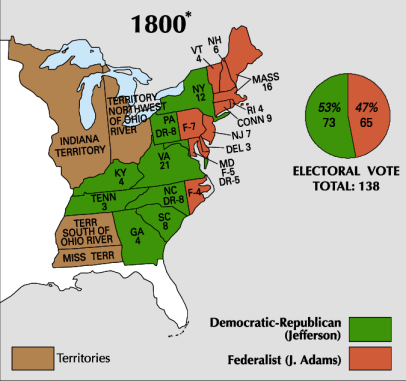 1800*
NH
6
VT
4
MASS
16
NY
12
RI 4
CONN 9
NJ 7
DEL 3
MD
F-5
DR-5
PA
DR-8
F-7
TERRITORY
NORTHWEST
OF OHIO
RIVER
INDIANA
TERRITORY
VA
21
KY
4
NC
DR-8
F-4
TENN
3
SC
8
GA
4
TERR
SOUTH OF
OHIO RIVER
MISS TERR
53%
73
47%
65
ELECTORAL VOTE
TOTAL: 138
Democratic-Republican
(Jefferson)
Federalist (J. Adams)
Territories